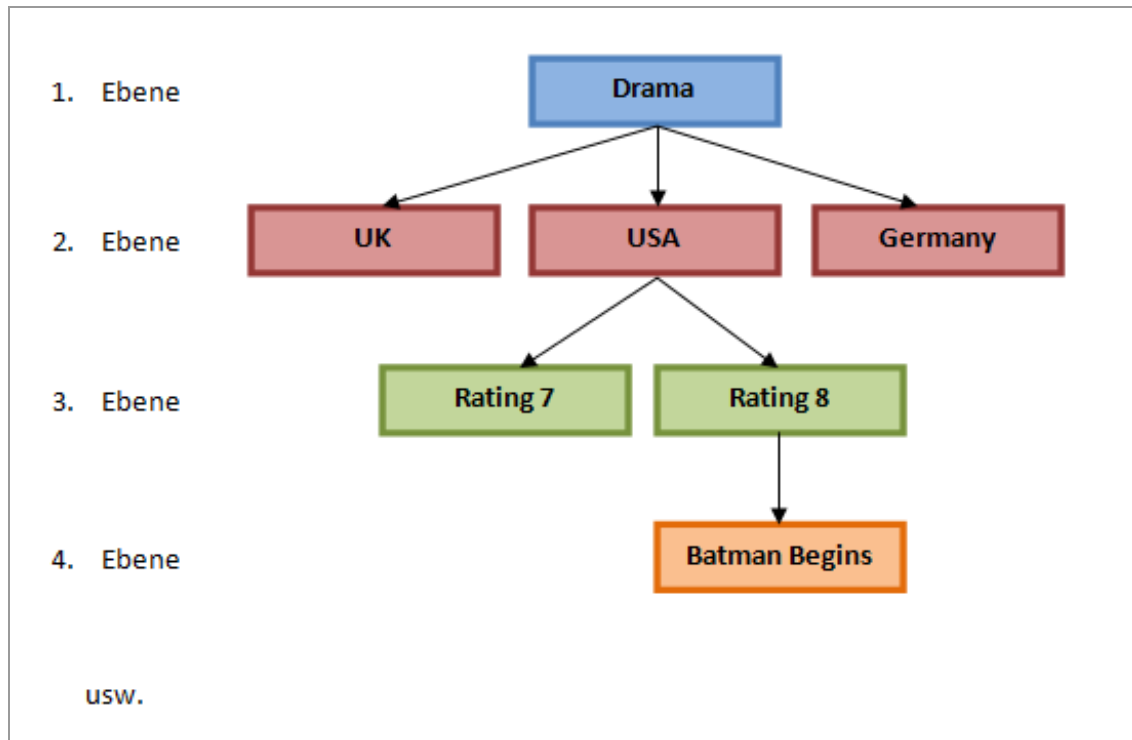 1. Ebene
Drama
2. Ebene
UK
USA
Germany
3. Ebene
Rating 7
Rating 8
4. Ebene
Batman Begins
usw.